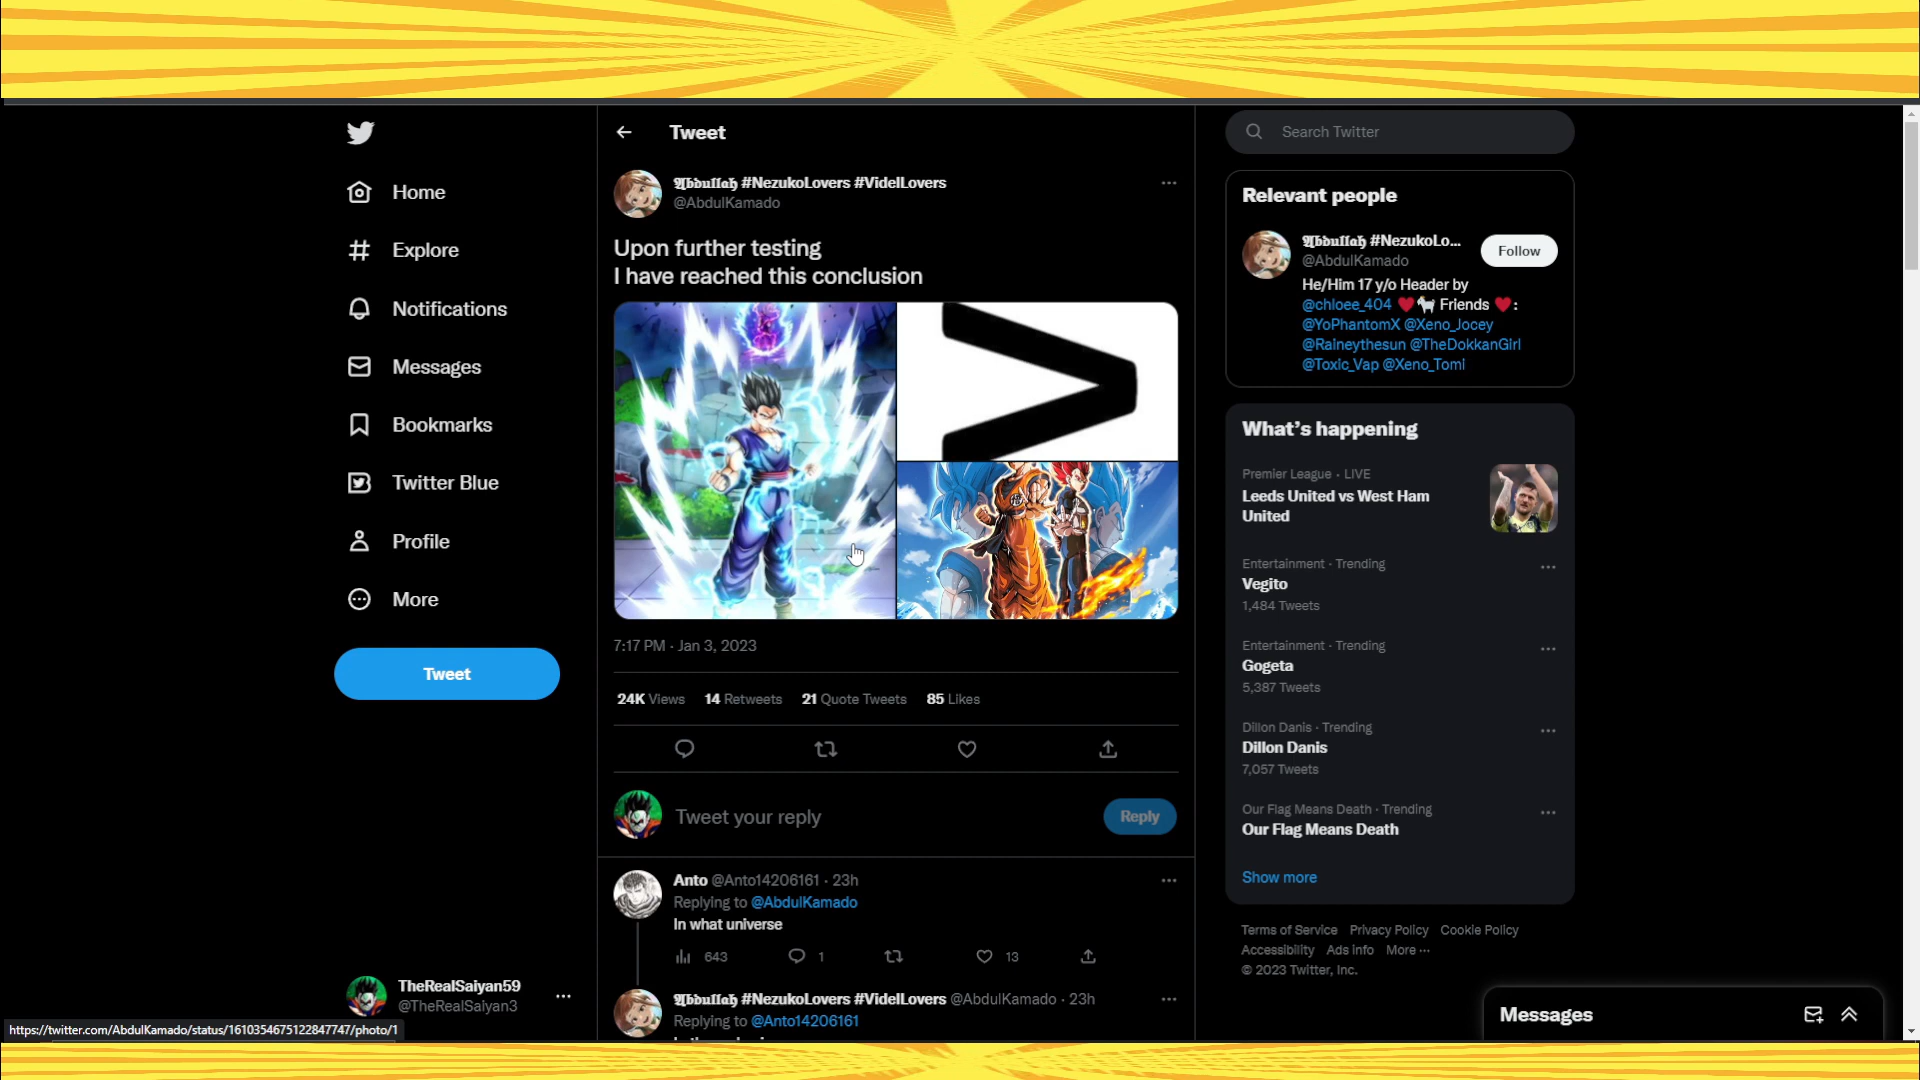 Home
Explore
Notifications
Messages
Bookmarks
Twitter Blue
Profile
More
Tweet
TheRealSaiyan59
@TheRealSaiyan3
https://twitter.com/AbdulKamado/status/1610354675122847747/photo/1
Tweet
𝕬𝖇𝖉𝖚𝖑𝖑𝖆𝖍 #NezukoLovers #VidelLovers
@AbdulKamado
Upon further testing
I have reached this conclusion
7:17 PM · Jan 3, 2023
24K Views 14 Retweets 21 Quote Tweets 85 Likes
Tweet your reply
Reply
Anto @Anto14206161 · 23h
Replying to @AbdulKamado
In what universe
643 1 13
𝕬𝖇𝖉𝖚𝖑𝖑𝖆𝖍 #NezukoLovers #VidelLovers @AbdulKamado · 23h
Replying to @Anto14206161
Search Twitter
Relevant people
𝕬𝖇𝖉𝖚𝖑𝖑𝖆𝖍 #NezukoLo...
@AbdulKamado
Follow
He/Him 17 y/o Header by
@chloee_404 ❤️🐐 Friends ❤️:
@YoPhantomX @Xeno_Jocey
@Raineythesun @TheDokkanGirl
@Toxic_Vap @Xeno_Tomi
What's happening
Premier League · LIVE
Leeds United vs West Ham
United
Entertainment · Trending
Vegito
1,484 Tweets
Entertainment · Trending
Gogeta
5,387 Tweets
Dillon Danis · Trending
Dillon Danis
7,057 Tweets
Our Flag Means Death · Trending
Our Flag Means Death
Show more
Terms of Service Privacy Policy Cookie Policy
Accessibility Ads info More ···
© 2023 Twitter, Inc.
Messages